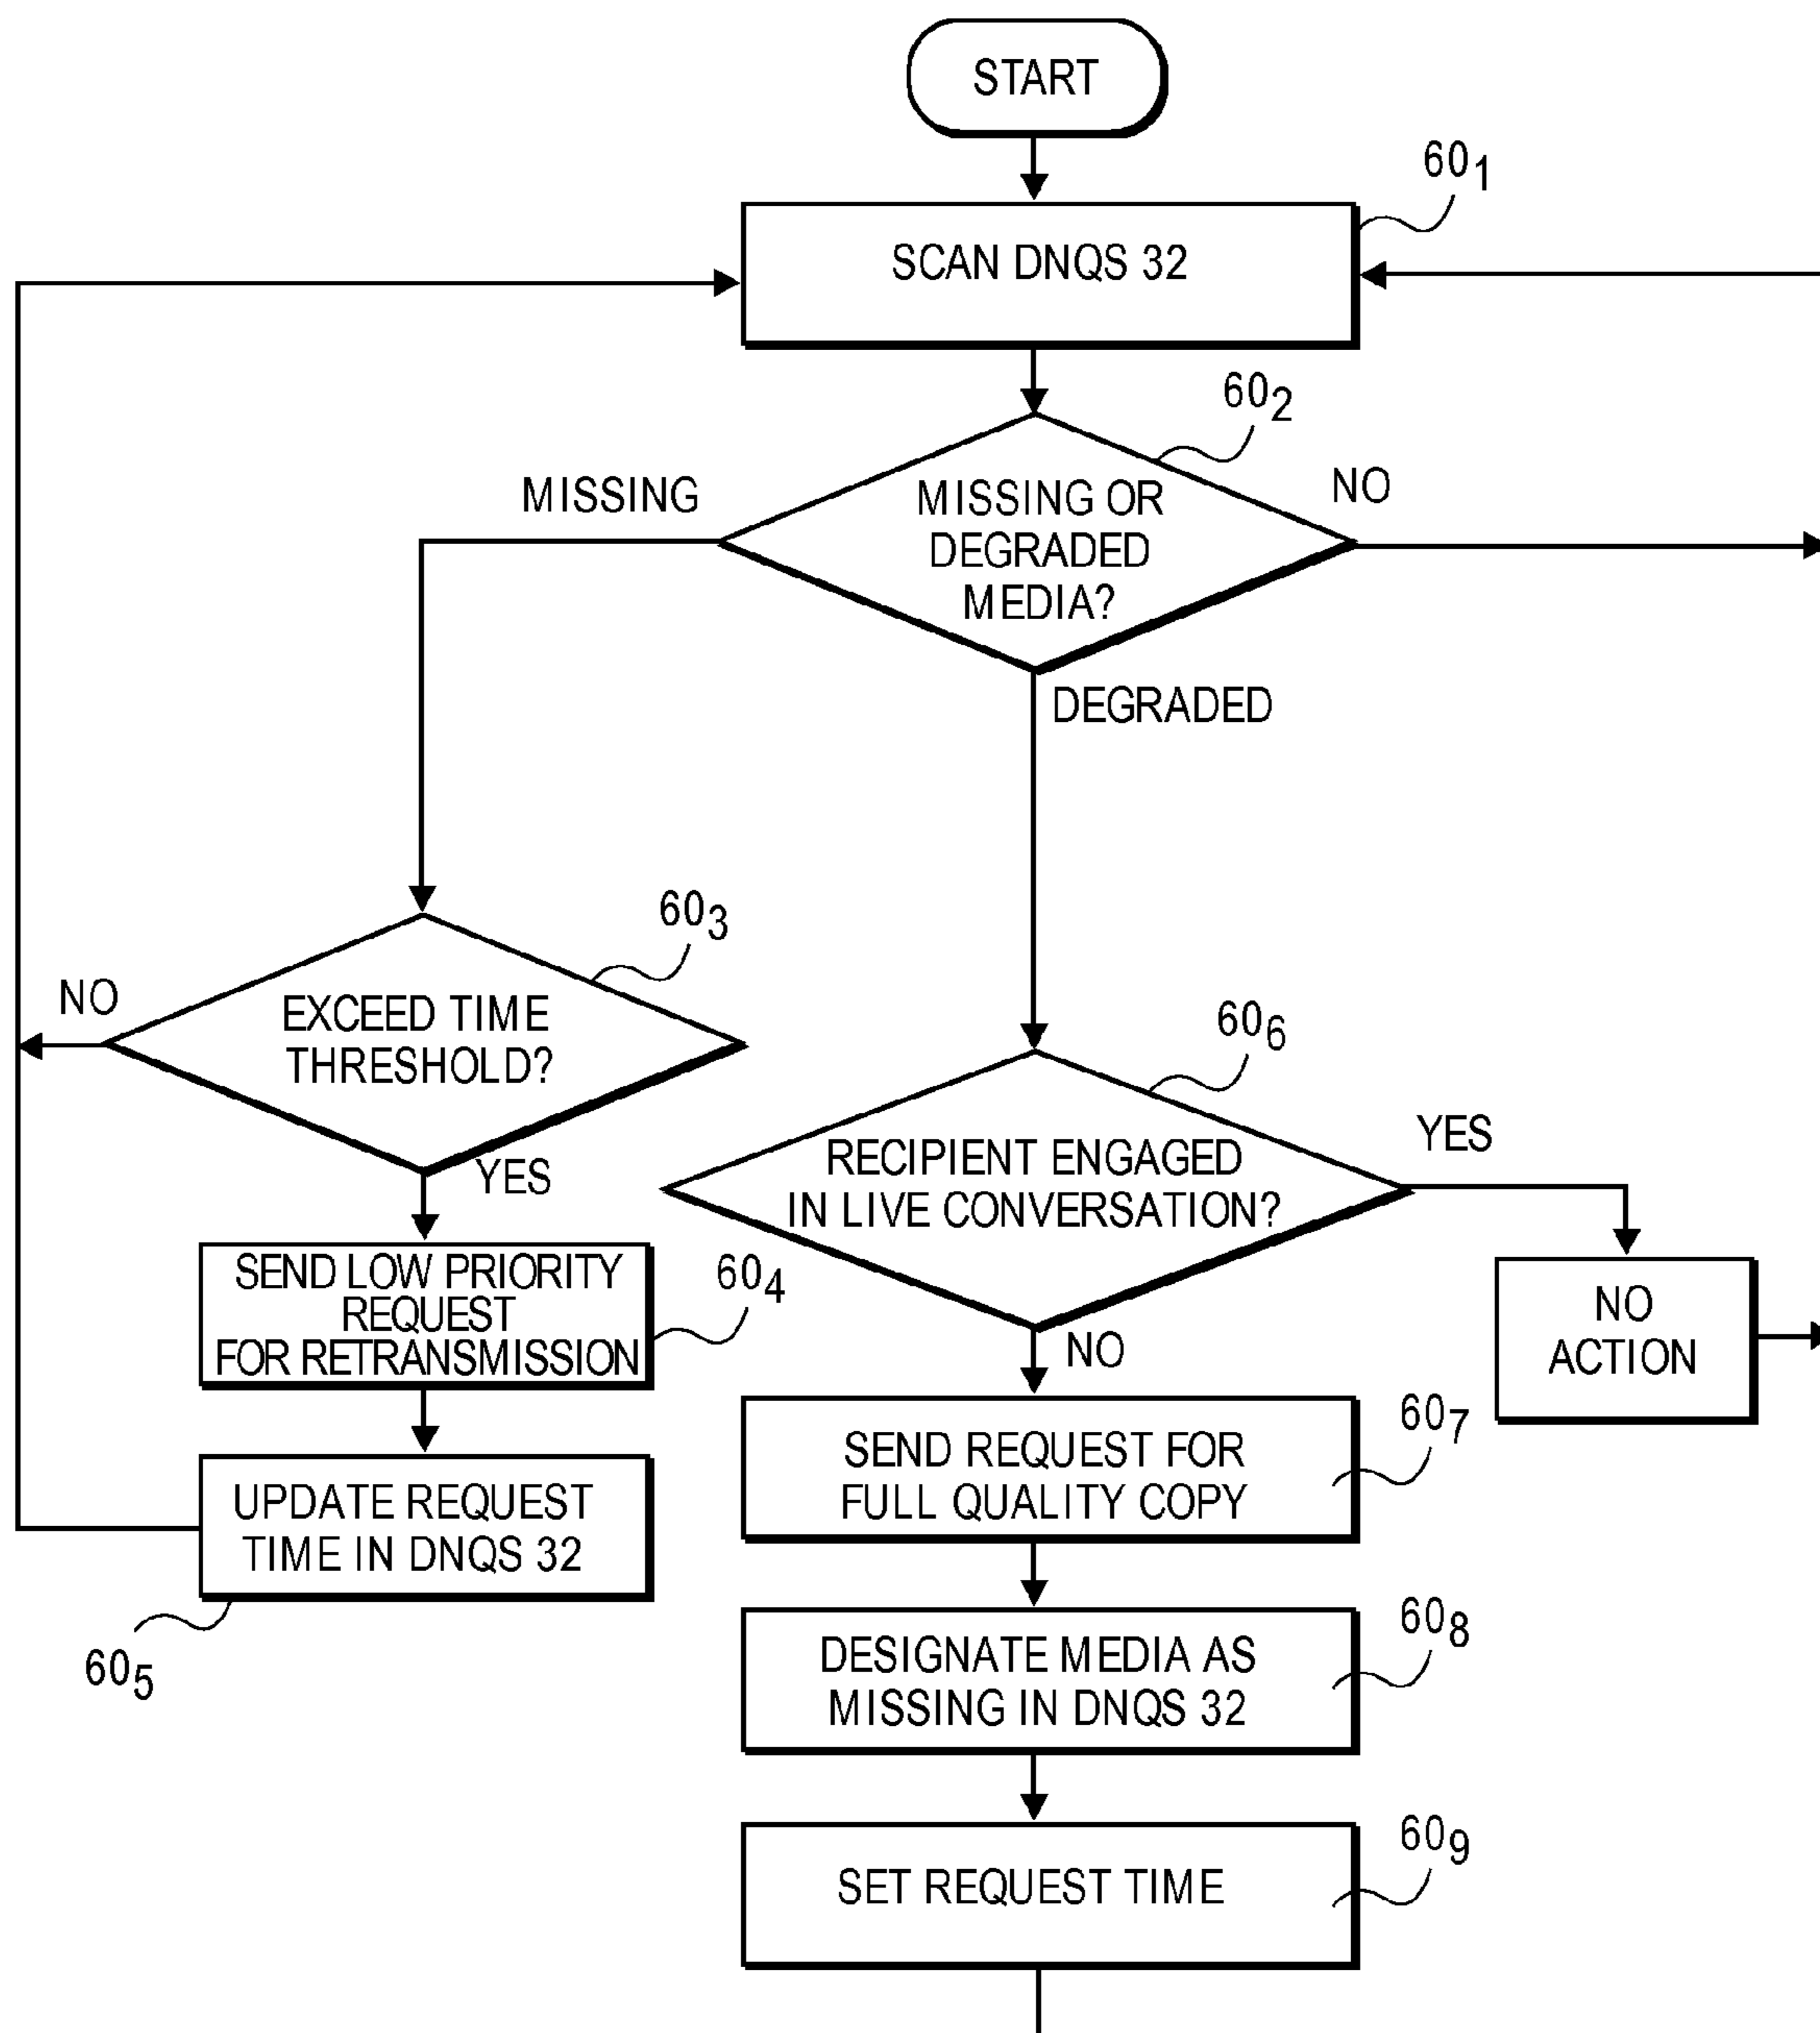 START
60₁
SCAN DNQS 32
60₂
MISSING
MISSING OR
DEGRADED
MEDIA?
NO
DEGRADED
60₃
NO
EXCEED TIME
THRESHOLD?
YES
60₆
RECIPIENT ENGAGED
IN LIVE CONVERSATION?
YES
SEND LOW PRIORITY
REQUEST
FOR RETRANSMISSION
60₄
NO
NO
ACTION
UPDATE REQUEST
TIME IN DNQS 32
60₅
SEND REQUEST FOR
FULL QUALITY COPY
60₇
DESIGNATE MEDIA AS
MISSING IN DNQS 32
60₈
SET REQUEST TIME
60₉